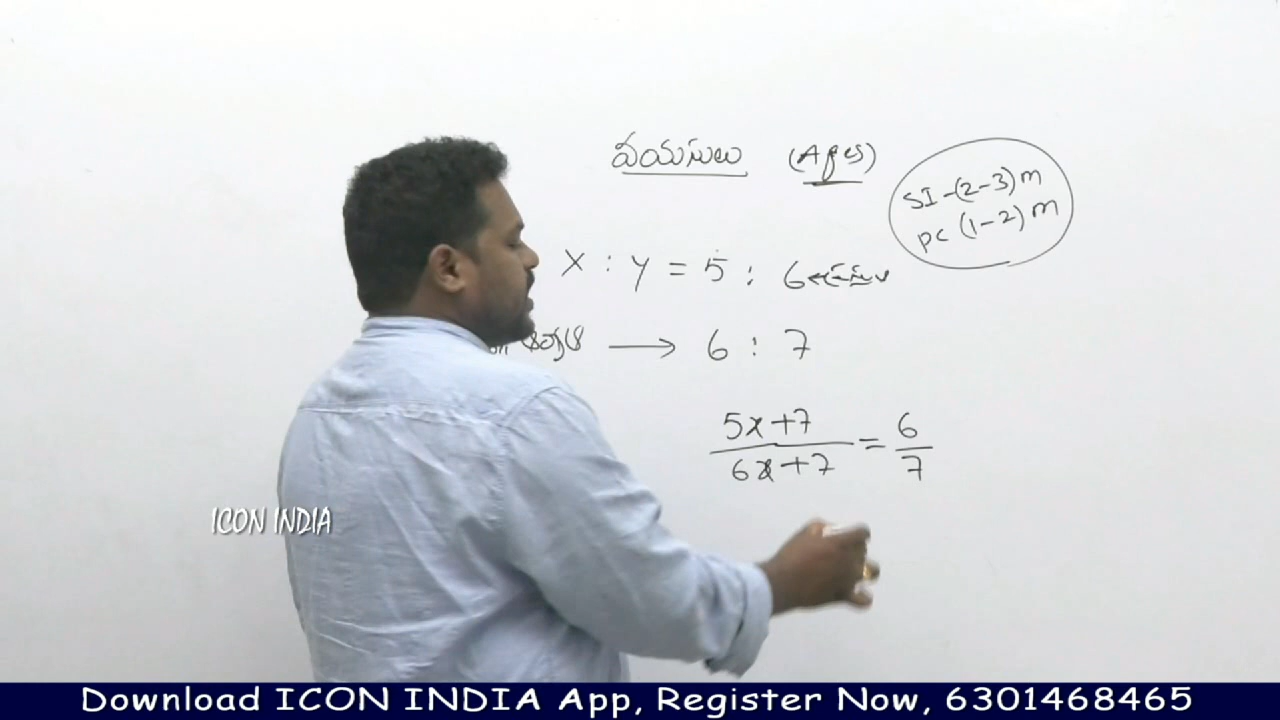 వయసులు (Ages)
SI - (2-3) m
PC (1-2) m
x : y = 5 : 6
→ 6 : 7
5x+7 / 6x+7 = 6 / 7
ICON INDIA
Download ICON INDIA App, Register Now, 6301468465